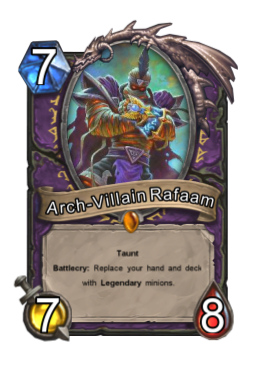 7
Arch-Villain Rafaam
Taunt
Battlecry: Replace your hand and deck
with Legendary minions.
7
8